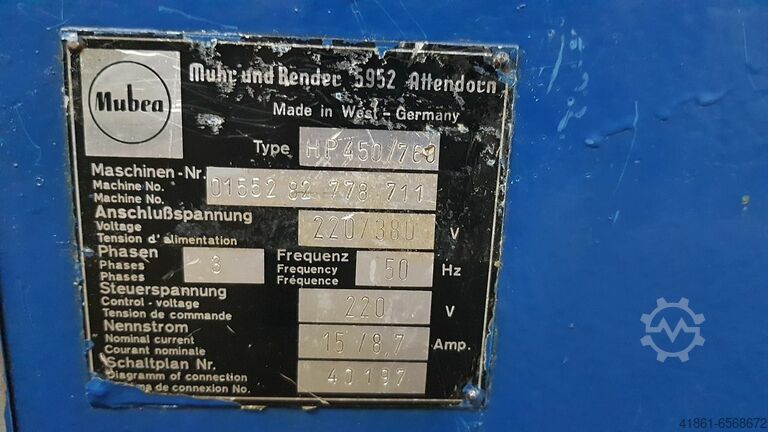 Mubea
Muhr und Bender 5952 Attendorn
Made in West-Germany
Type HP 450/760
Maschinen-Nr. 01552 82 778 711
Machine No.
Machine No.
Anschlußspannung 220/380 V
Voltage
Tension d'alimentation
Phasen 3 Frequenz 50 Hz
Phases Frequency
Phases Fréquence
Steuerspannung 220 V
Control-voltage
Tension de commande
Nennstrom 15/8,7 Amp.
Nominal current
Courant nominale
Schaltplan Nr. 40197
Diagramm of connection
de connexion No.
41861-6568672